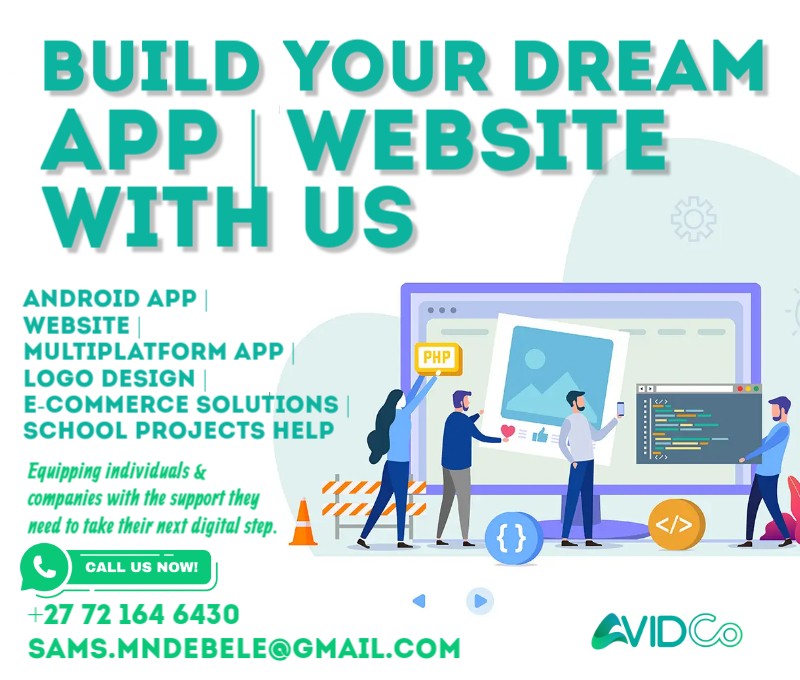 BUILD YOUR DREAM
APP | WEBSITE
WITH US
ANDROID APP |
WEBSITE |
MULTIPLATFORM APP |
LOGO DESIGN |
E-COMMERCE SOLUTIONS |
SCHOOL PROJECTS HELP
PHP
</>
</>
{}
</>
Equipping individuals &
companies with the support they
need to take their next digital step.
CALL US NOW!
+27 72 164 6430
SAMS.MNDEBELE@GMAIL.COM
AVIDCo